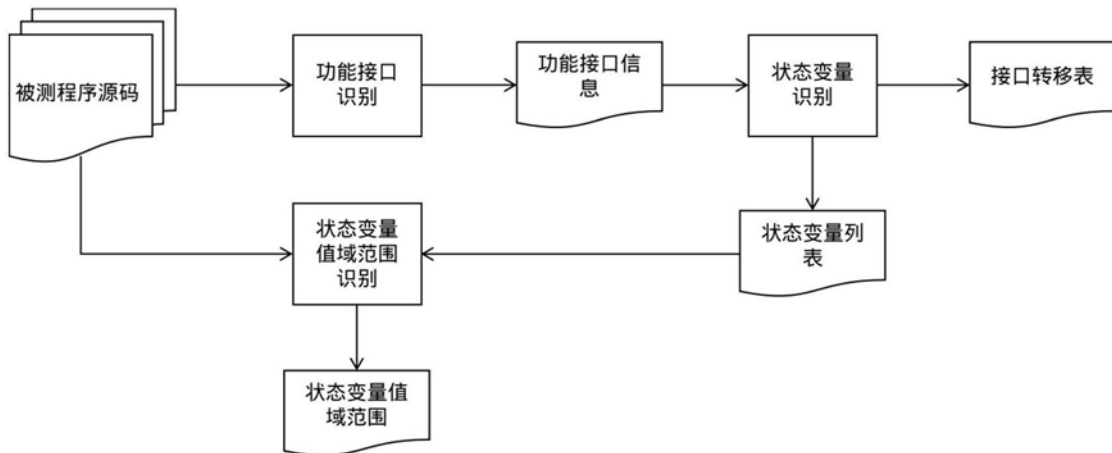 被测程序源码
功能接口
识别
功能接口信
息
状态变量
识别
接口转移表
状态变量
值域范围
识别
状态变量列
表
状态变量值
域范围